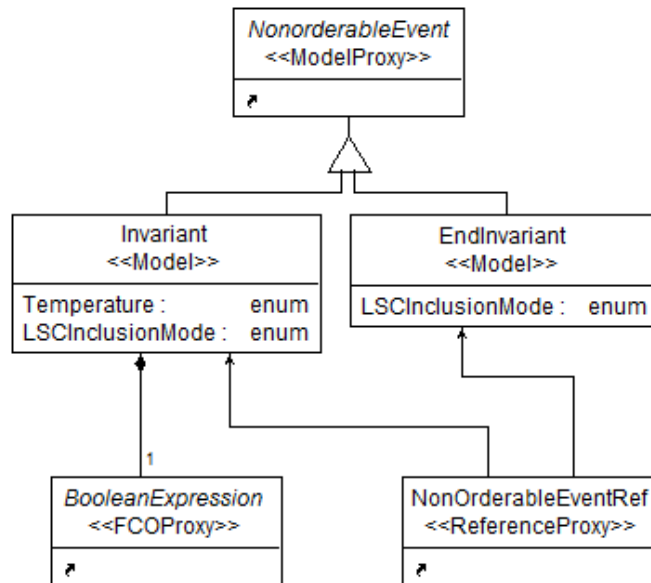 NonorderableEvent
<<ModelProxy>>
Invariant
<<Model>>
Temperature : enum
LSCInclusionMode : enum
EndInvariant
<<Model>>
LSCInclusionMode : enum
1
BooleanExpression
<<FCOProxy>>
NonOrderableEventRef
<<ReferenceProxy>>